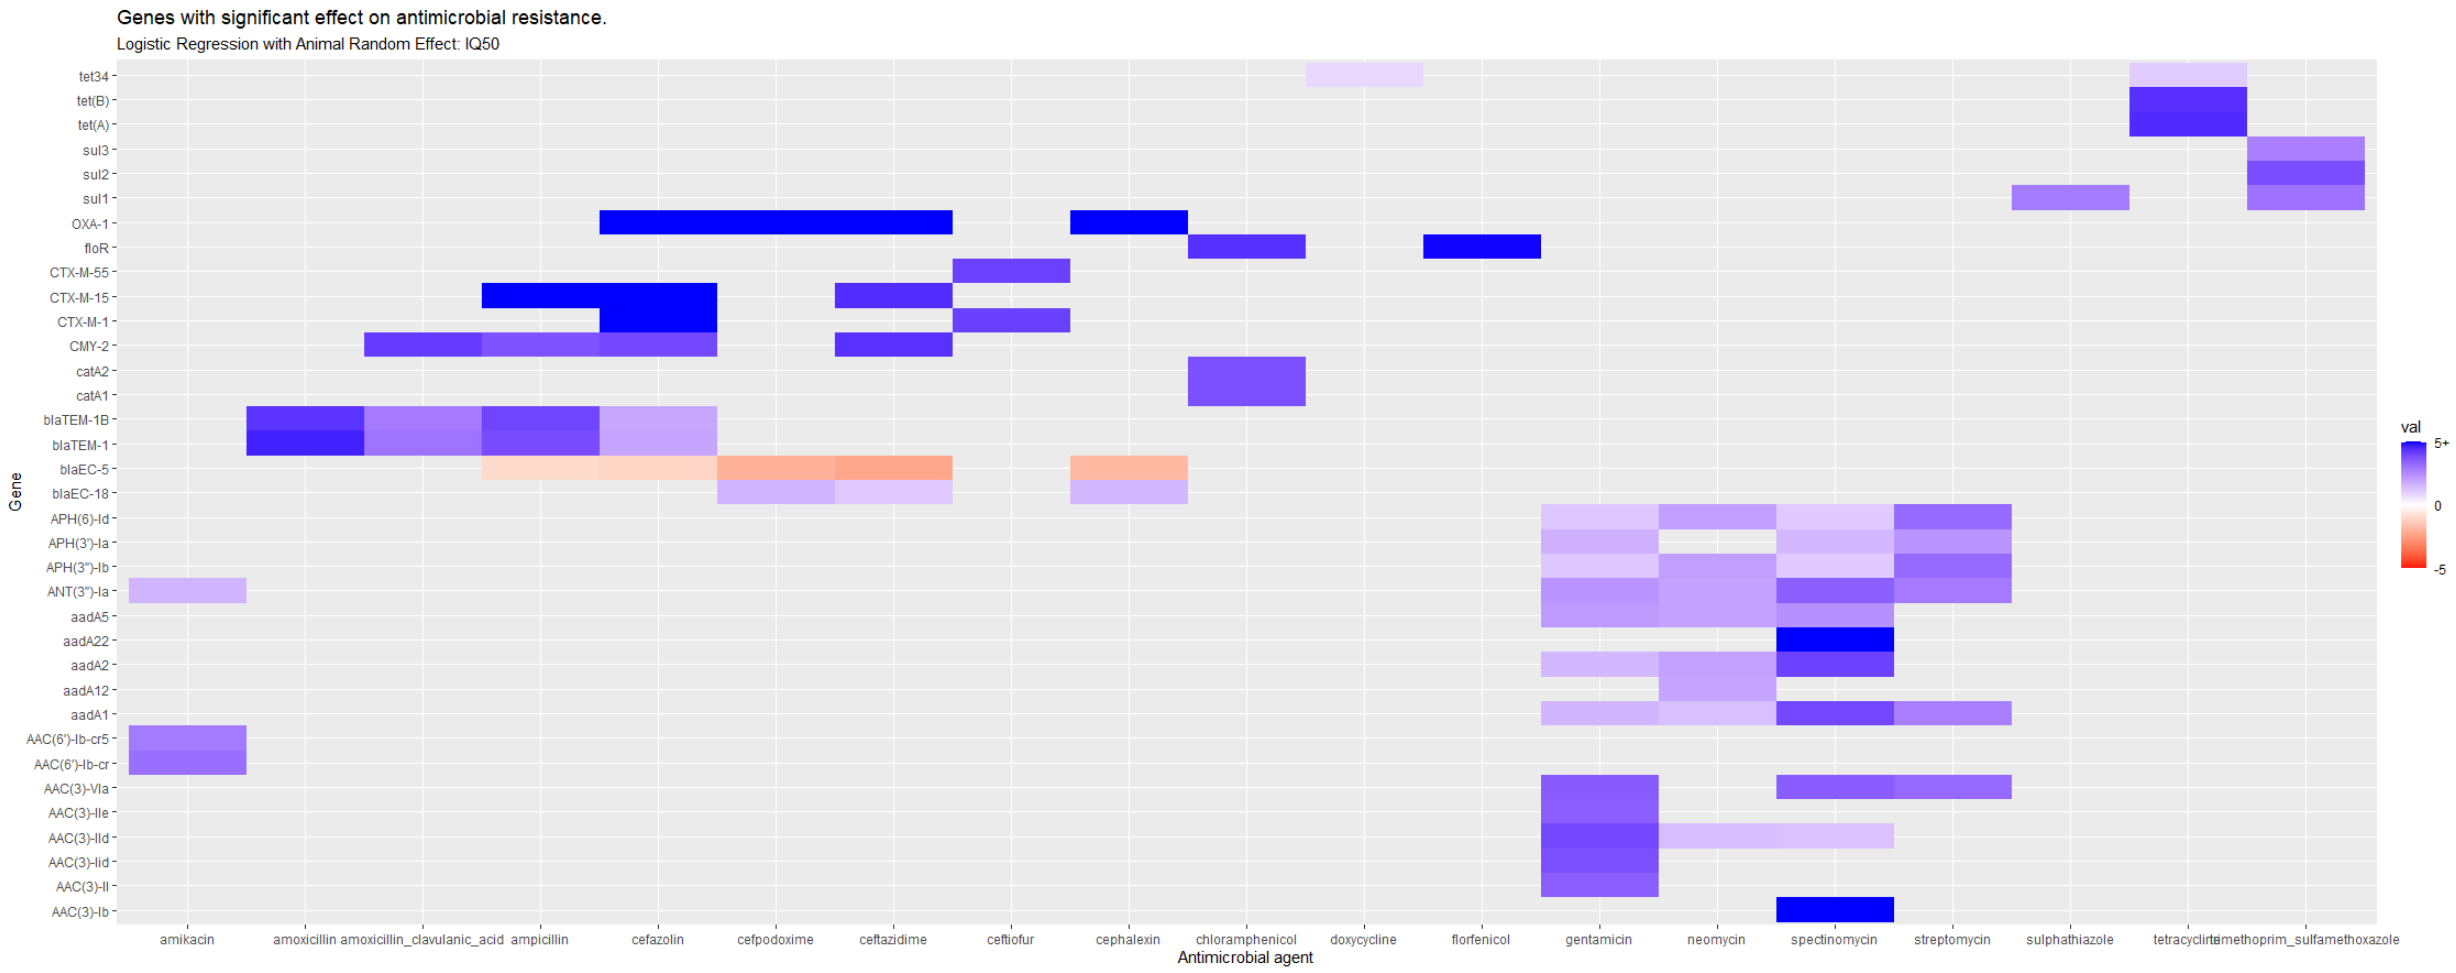 Genes with significant effect on antimicrobial resistance.
Logistic Regression with Animal Random Effect: IQ50
tet34
tet(B)
tet(A)
sul3
sul2
sul1
OXA-1
floR
CTX-M-55
CTX-M-15
CTX-M-1
CMY-2
catA2
catA1
blaTEM-1B
blaTEM-1
blaEC-5
blaEC-18
APH(6)-Id
APH(3')-Ia
APH(3'')-Ib
ANT(3'')-Ia
aadA5
aadA22
aadA2
aadA12
aadA1
AAC(6')-Ib-cr5
AAC(6')-Ib-cr
AAC(3)-VIa
AAC(3)-IIe
AAC(3)-IId
AAC(3)-Iid
AAC(3)-II
AAC(3)-Ib
Gene
amikacin amoxicillin amoxicillin_clavulanic_acid ampicillin cefazolin cefpodoxime ceftazidime ceftiofur cephalexin chloramphenicol doxycycline florfenicol gentamicin neomycin spectinomycin streptomycin sulphathiazole tetracycline trimethoprim_sulfamethoxazole
Antimicrobial agent
val
5+
0
-5